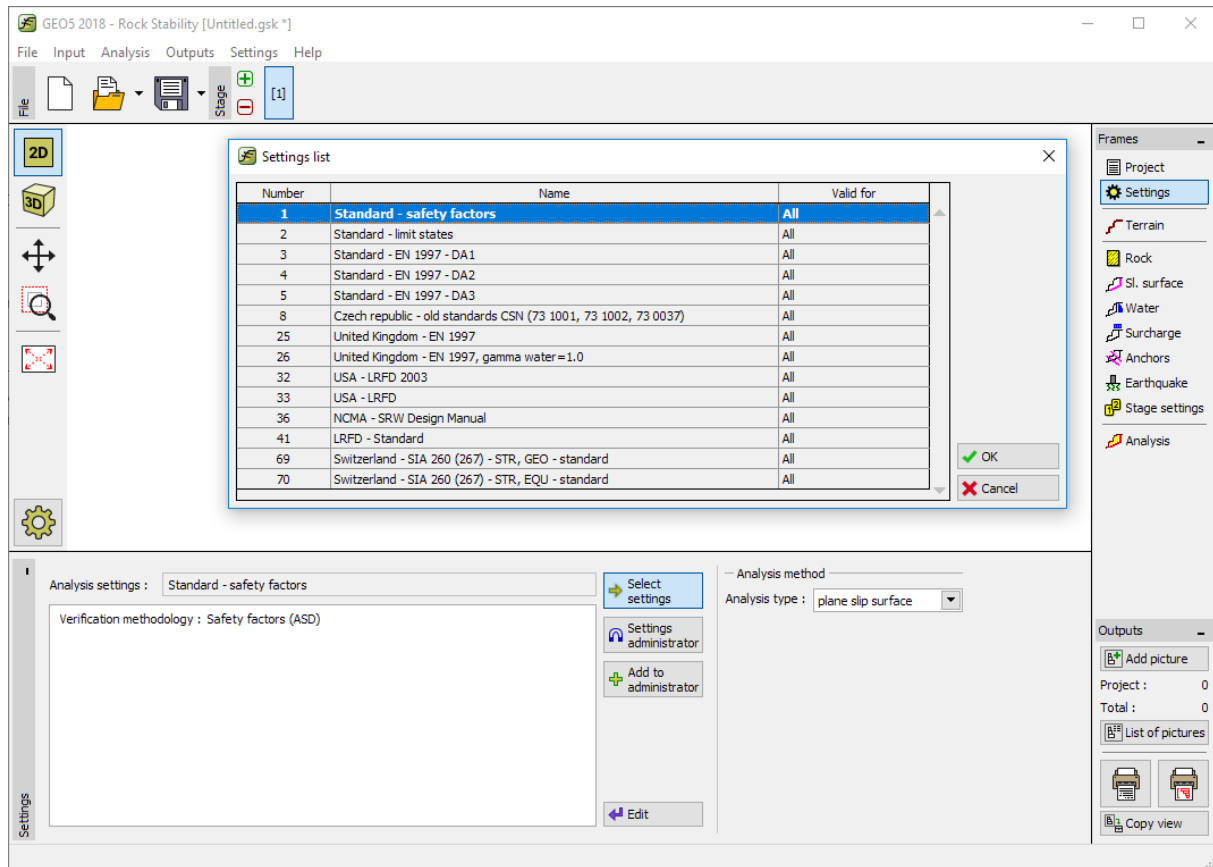 GEO5 2018 - Rock Stability [Untitled.gsk *]
File Input Analysis Outputs Settings Help
File
Stage
[1]
2D
3D
Settings list
Number Name Valid for
1 Standard - safety factors All
2 Standard - limit states All
3 Standard - EN 1997 - DA1 All
4 Standard - EN 1997 - DA2 All
5 Standard - EN 1997 - DA3 All
8 Czech republic - old standards CSN (73 1001, 73 1002, 73 0037) All
25 United Kingdom - EN 1997 All
26 United Kingdom - EN 1997, gamma water=1.0 All
32 USA - LRFD 2003 All
33 USA - LRFD All
36 NCMA - SRW Design Manual All
41 LRFD - Standard All
69 Switzerland - SIA 260 (267) - STR, GEO - standard All
70 Switzerland - SIA 260 (267) - STR, EQU - standard All
OK
Cancel
Frames
Project
Settings
Terrain
Rock
Sl. surface
Water
Surcharge
Anchors
Earthquake
Stage settings
Analysis
Settings
Analysis settings : Standard - safety factors
Verification methodology : Safety factors (ASD)
Select
settings
Settings
administrator
Add to
administrator
Edit
Analysis method
Analysis type : plane slip surface
Outputs
Add picture
Project : 0
Total : 0
List of pictures
Copy view